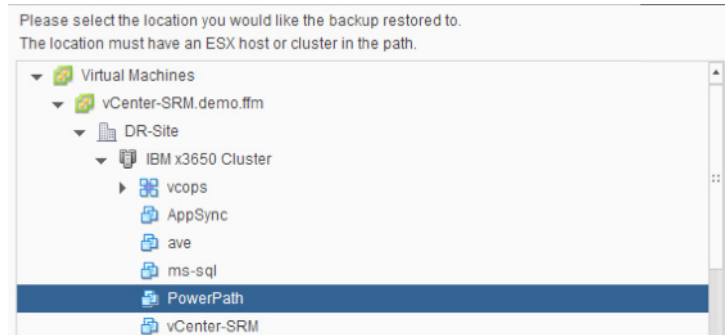 Please select the location you would like the backup restored to.
The location must have an ESX host or cluster in the path.
Virtual Machines
vCenter-SRM.demo.ffm
DR-Site
IBM x3650 Cluster
vcops
AppSync
ave
ms-sql
PowerPath
vCenter-SRM